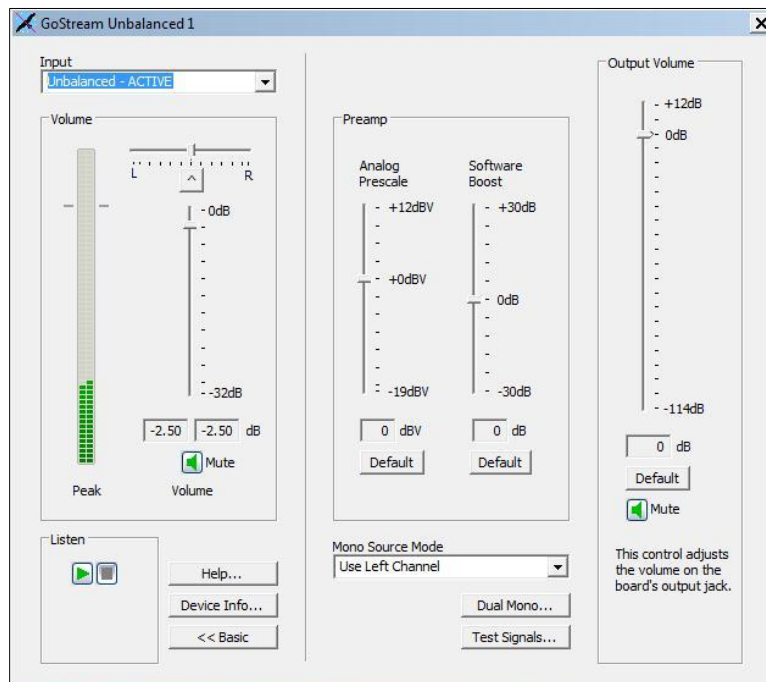 GoStream Unbalanced 1
Input
Unbalanced - ACTIVE
Volume
L
R
^
-0dB
-32dB
-2.50 -2.50 dB
Mute
Peak
Volume
Listen
Help...
Device Info...
<< Basic
Preamp
Analog
Prescale
+12dBV
+0dBV
-19dBV
0 dBV
Default
Software
Boost
+30dB
0dB
-30dB
0 dB
Default
Mono Source Mode
Use Left Channel
Dual Mono...
Test Signals...
Output Volume
+12dB
0dB
-114dB
0 dB
Default
Mute
This control adjusts
the volume on the
board's output jack.